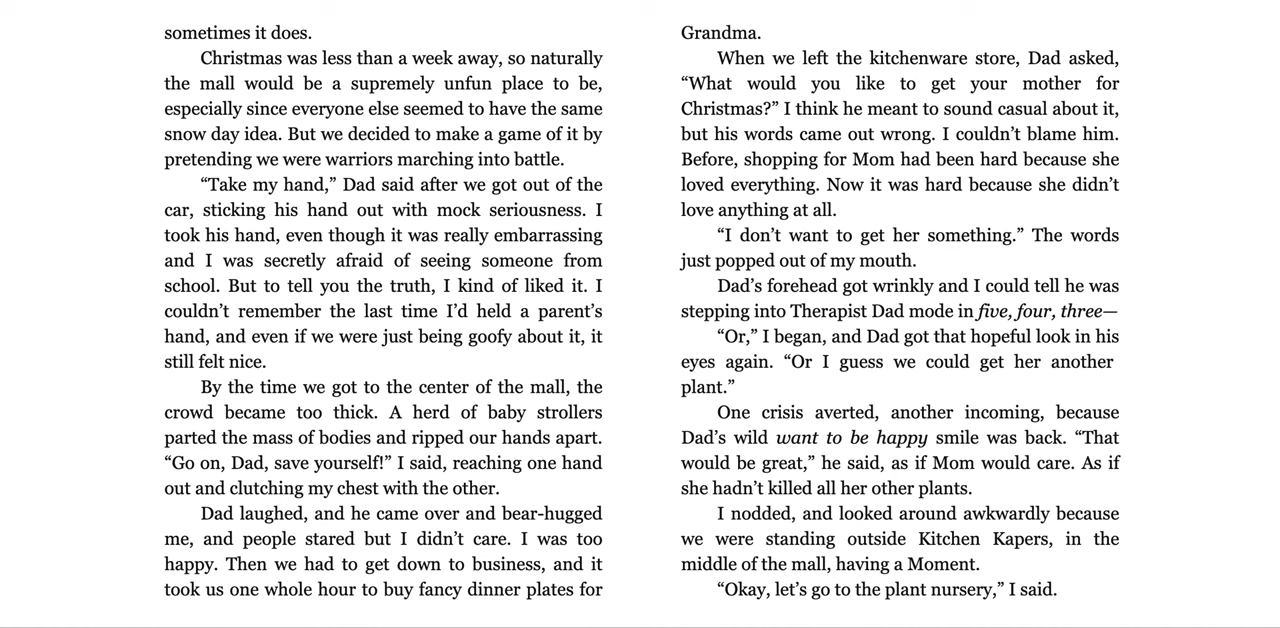 sometimes it does.
Christmas was less than a week away, so naturally
the mall would be a supremely unfun place to be,
especially since everyone else seemed to have the same
snow day idea. But we decided to make a game of it by
pretending we were warriors marching into battle.
“Take my hand,” Dad said after we got out of the
car, sticking his hand out with mock seriousness. I
took his hand, even though it was really embarrassing
and I was secretly afraid of seeing someone from
school. But to tell you the truth, I kind of liked it. I
couldn’t remember the last time I’d held a parent’s
hand, and even if we were just being goofy about it, it
still felt nice.
By the time we got to the center of the mall, the
crowd became too thick. A herd of baby strollers
parted the mass of bodies and ripped our hands apart.
“Go on, Dad, save yourself!” I said, reaching one hand
out and clutching my chest with the other.
Dad laughed, and he came over and bear-hugged
me, and people stared but I didn’t care. I was too
happy. Then we had to get down to business, and it
took us one whole hour to buy fancy dinner plates for
Grandma.
When we left the kitchenware store, Dad asked,
“What would you like to get your mother for
Christmas?” I think he meant to sound casual about it,
but his words came out wrong. I couldn’t blame him.
Before, shopping for Mom had been hard because she
loved everything. Now it was hard because she didn’t
love anything at all.
“I don’t want to get her something.” The words
just popped out of my mouth.
Dad’s forehead got wrinkly and I could tell he was
stepping into Therapist Dad mode in five, four, three—
“Or,” I began, and Dad got that hopeful look in his
eyes again. “Or I guess we could get her another
plant.”
One crisis averted, another incoming, because
Dad’s wild want to be happy smile was back. “That
would be great,” he said, as if Mom would care. As if
she hadn’t killed all her other plants.
I nodded, and looked around awkwardly because
we were standing outside Kitchen Kapers, in the
middle of the mall, having a Moment.
“Okay, let’s go to the plant nursery,” I said.